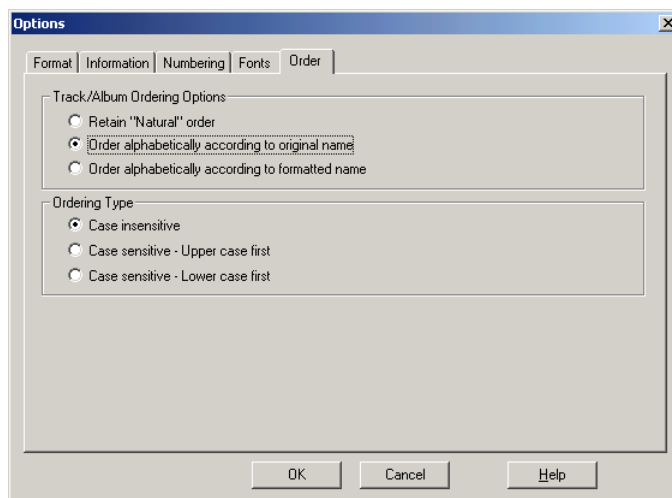 Options
Format Information Numbering Fonts Order
Track/Album Ordering Options
Retain "Natural" order
Order alphabetically according to original name
Order alphabetically according to formatted name
Ordering Type
Case insensitive
Case sensitive - Upper case first
Case sensitive - Lower case first
OK Cancel Help